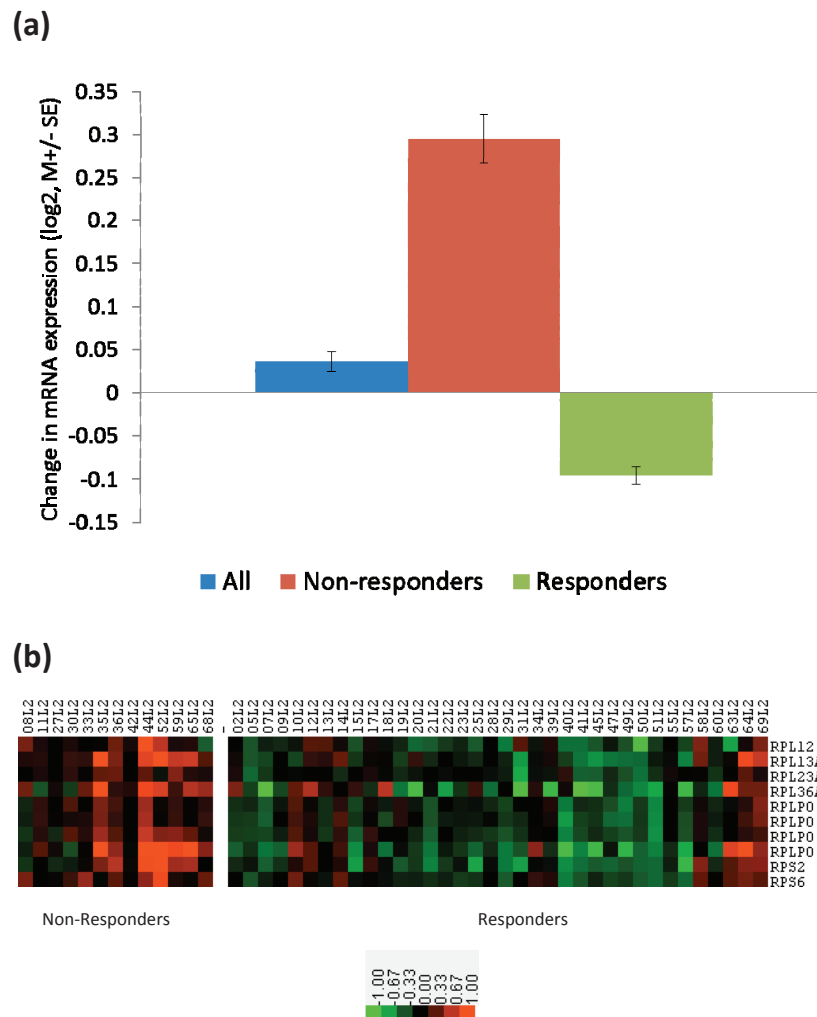 (a)
0.35
0.3
0.25
0.2
0.15
0.1
0.05
0
-0.05
-0.1
-0.15
Change in mRNA expression (log2, M+/- SE)
All Non-responders Responders
(b)
08L2 11L2 27L2 30L2 33L2 35L2 36L2 42L2 44L2 52L2 59L2 65L2 68L2 - 02L2 05L2 07L2 09L2 10L2 12L2 13L2 14L2 15L2 17L2 18L2 19L2 20L2 21L2 22L2 23L2 25L2 28L2 29L2 31L2 34L2 39L2 40L2 41L2 45L2 47L2 49L2 50L2 51L2 55L2 57L2 58L2 60L2 63L2 64L2 69L2
RPL12
RPL13A
RPL23A
RPL36A
RPLP0
RPLP0
RPLP0
RPLP0
RPS2
RPS6
Non-Responders Responders
-1.00 -0.67 -0.33 0.00 0.33 0.67 1.00